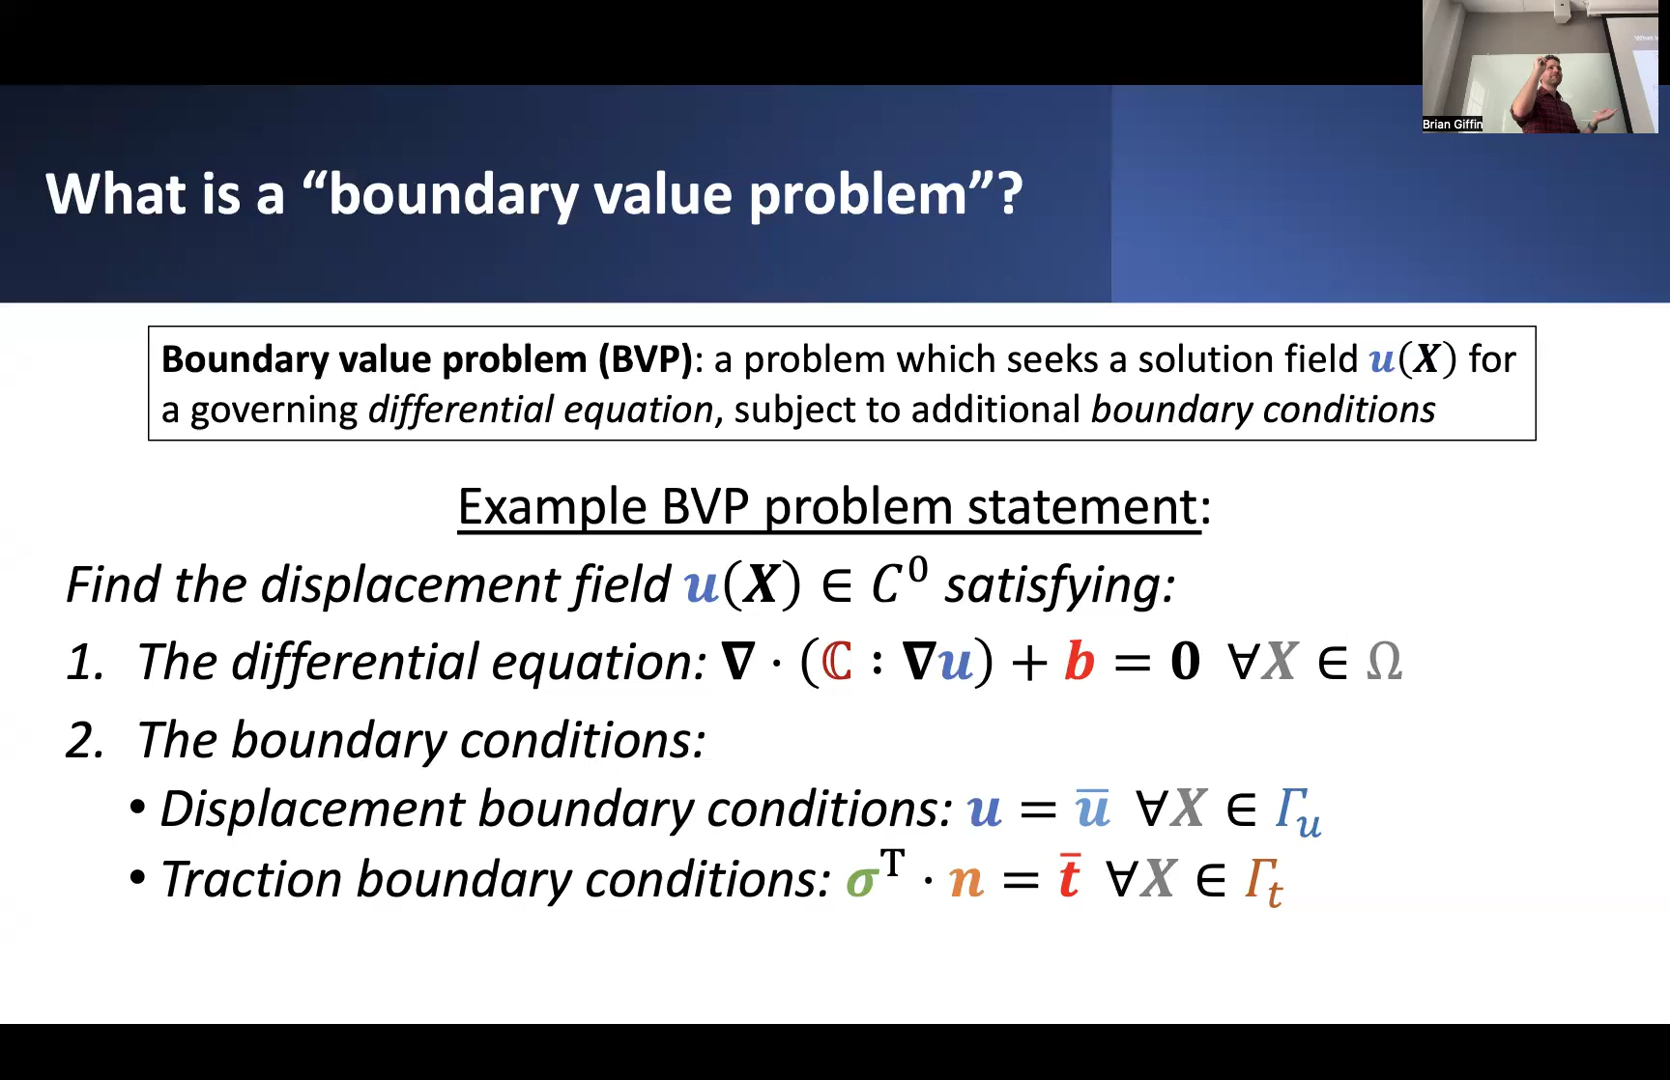 What is a “boundary value problem”?
Brian Giffin
Boundary value problem (BVP): a problem which seeks a solution field u(X) for
a governing differential equation, subject to additional boundary conditions
Example BVP problem statement:
Find the displacement field u(X) ∈ C⁰ satisfying:
1. The differential equation: ∇ · (ℂ : ∇u) + b = 0 ∀X ∈ Ω
2. The boundary conditions:
• Displacement boundary conditions: u = u̅ ∀X ∈ Γᵤ
• Traction boundary conditions: σᵀ · n = t̅ ∀X ∈ Γₜ